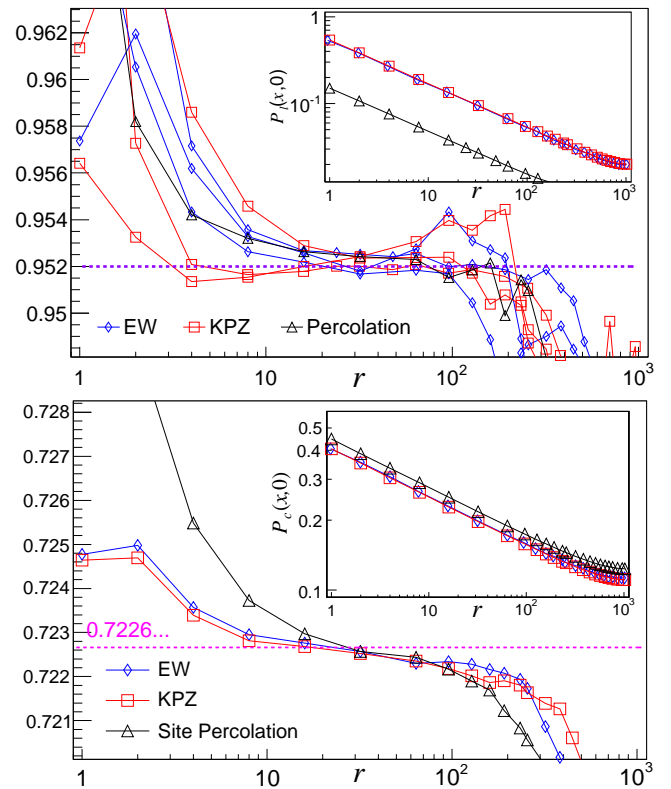 0.962
0.96
0.958
0.956
0.954
0.952
0.95
1 10 10² 10³
r
EW KPZ Percolation
P_l(x,0)
1
10⁻¹
1 10 10² 10³
r
0.728
0.727
0.726
0.725
0.724
0.723
0.722
0.721
0.7226...
EW
KPZ
Site Percolation
1 10 10² 10³
r
P_c(x,0)
0.5
0.4
0.3
0.2
0.1
1 10 10² 10³
r